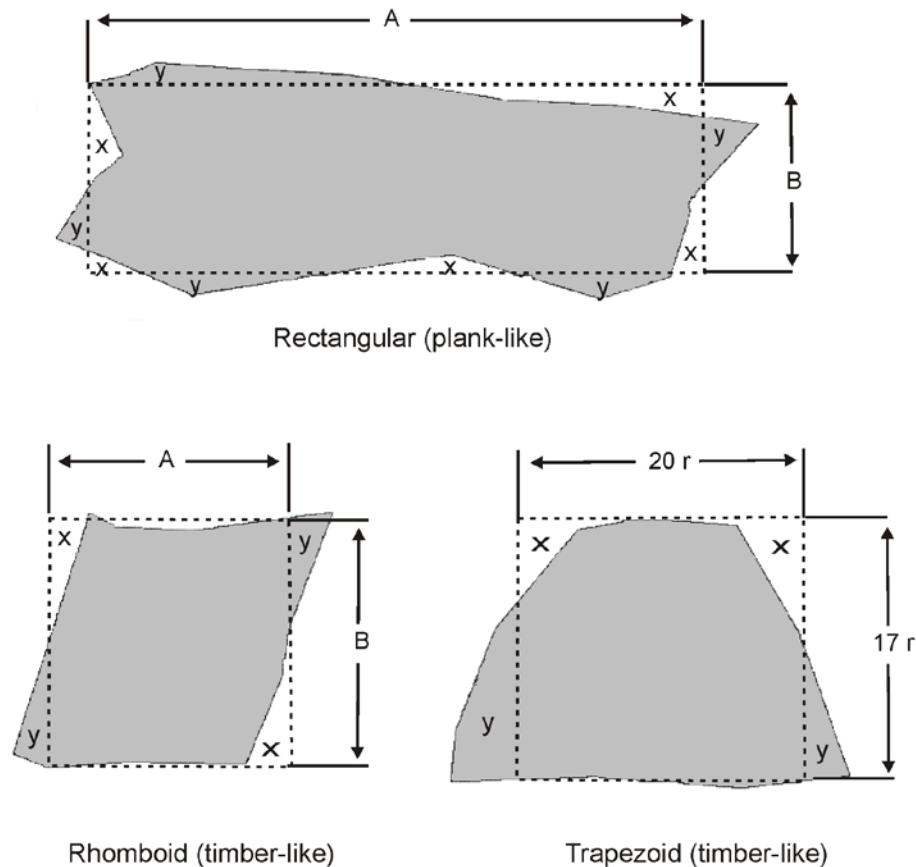 A
y
x
x
y
B
y
x
x
x
y
y
Rectangular (plank-like)
A
20 r
x
y
x
x
B
17 r
y
x
y
y
Rhomboid (timber-like)
Trapezoid (timber-like)